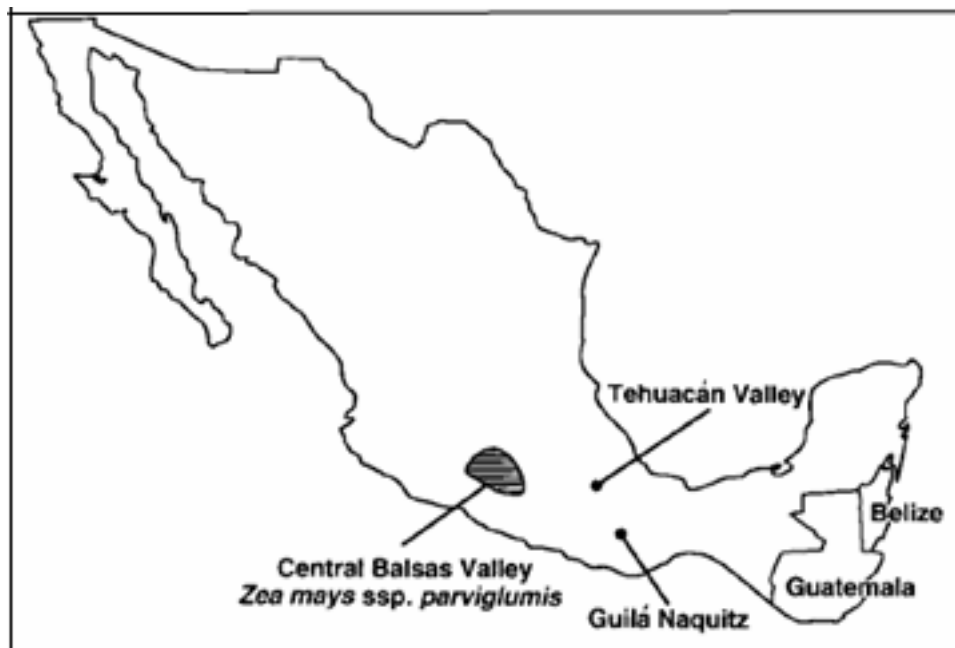 Tehuacán Valley
Belize
Central Balsas Valley
Zea mays ssp. parviglumis
Guatemala
Guilá Naquitz